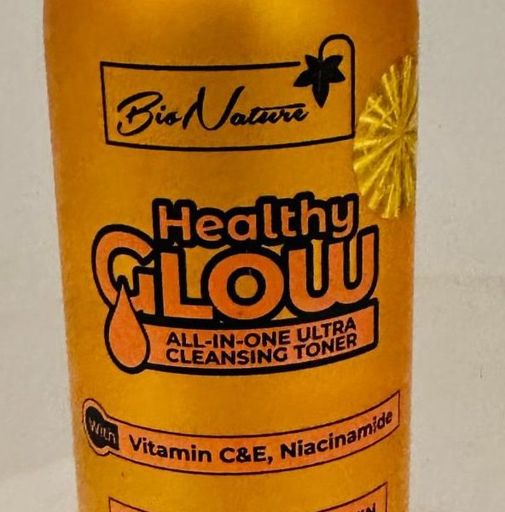 BioNature
Healthy
GLOW
ALL-IN-ONE ULTRA
CLEANSING TONER
With Vitamin C&E, Niacinamide